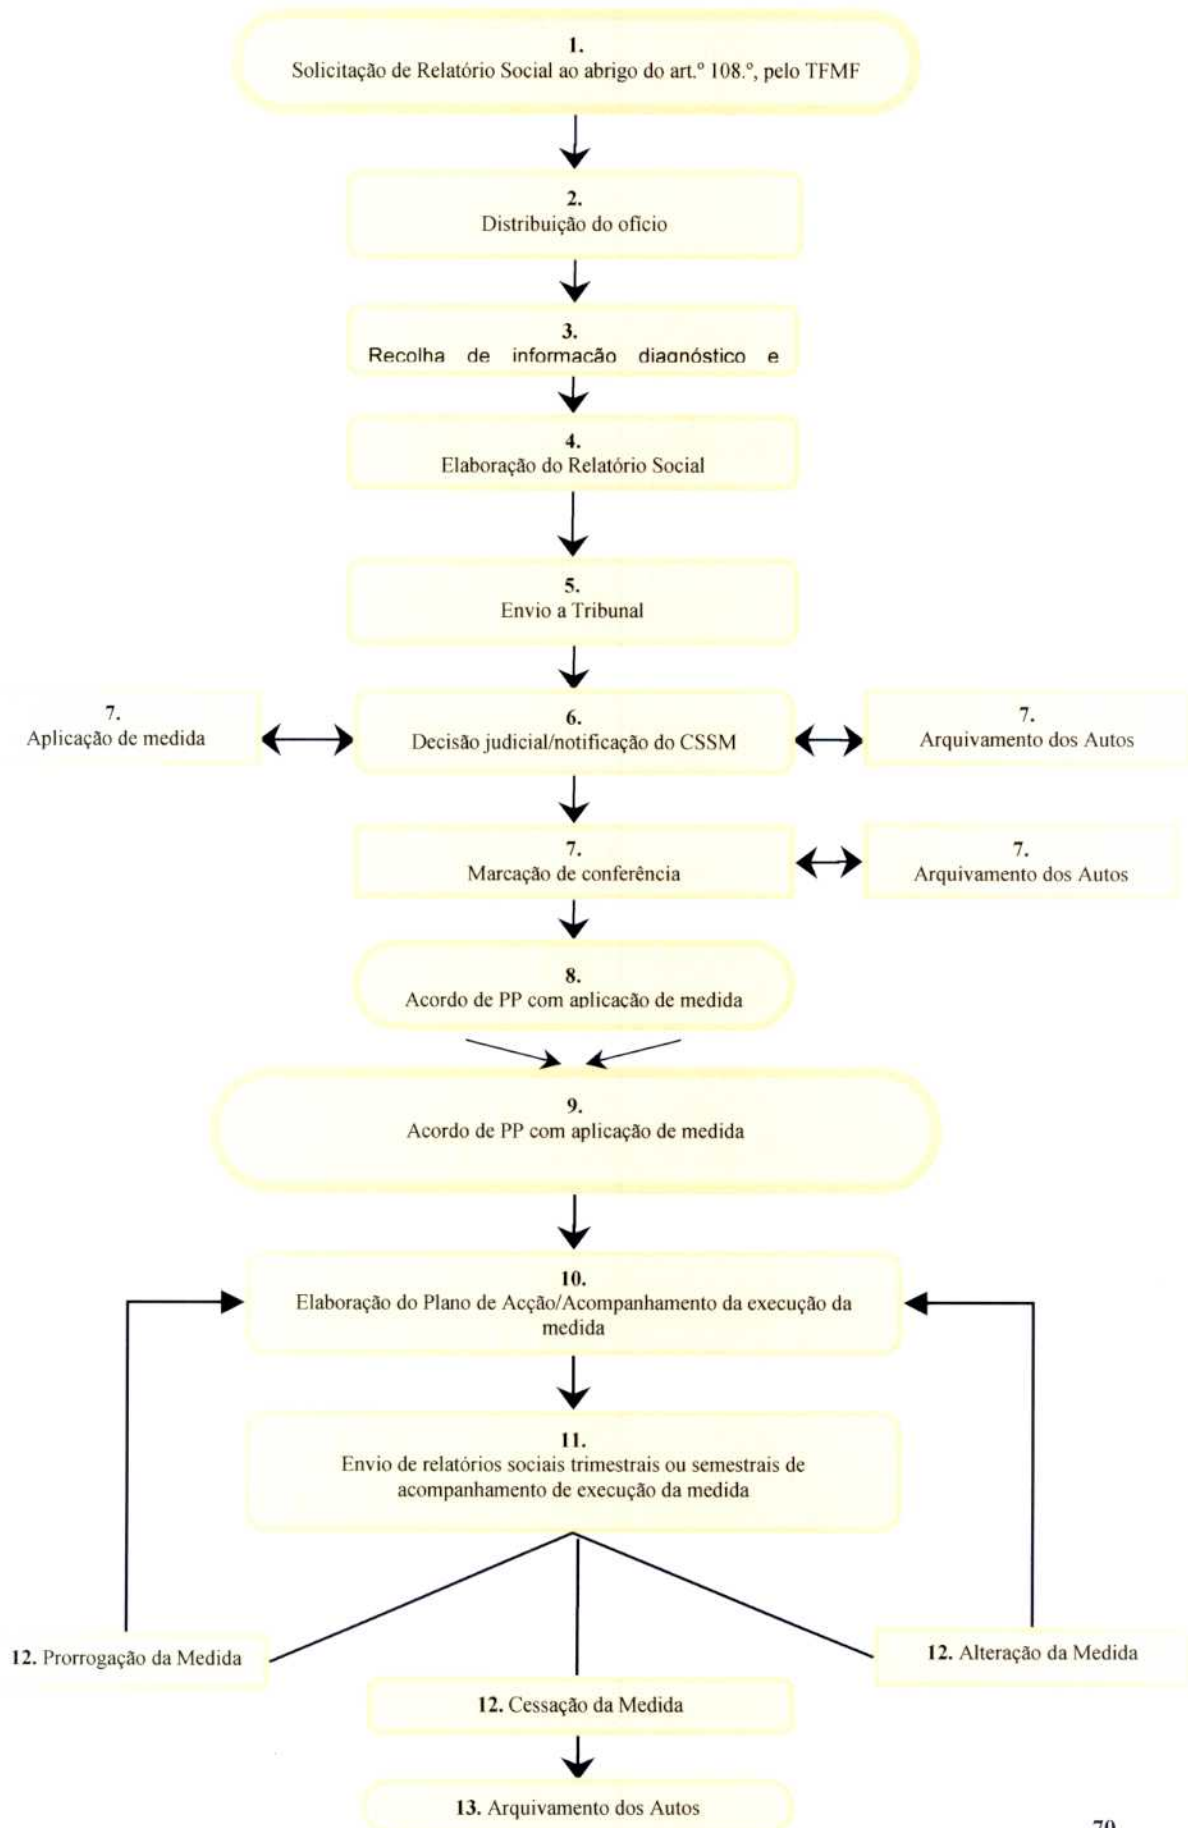 1.
Solicitação de Relatório Social ao abrigo do art.º 108.º, pelo TFMF
2.
Distribuição do ofício
3.
Recolha de informação diagnóstico e
4.
Elaboração do Relatório Social
5.
Envio a Tribunal
7.
Aplicação de medida
6.
Decisão judicial/notificação do CSSM
7.
Arquivamento dos Autos
7.
Marcação de conferência
7.
Arquivamento dos Autos
8.
Acordo de PP com aplicação de medida
9.
Acordo de PP com aplicação de medida
10.
Elaboração do Plano de Acção/Acompanhamento da execução da
medida
11.
Envio de relatórios sociais trimestrais ou semestrais de
acompanhamento de execução da medida
12. Prorrogação da Medida
12. Alteração da Medida
12. Cessação da Medida
13. Arquivamento dos Autos
70